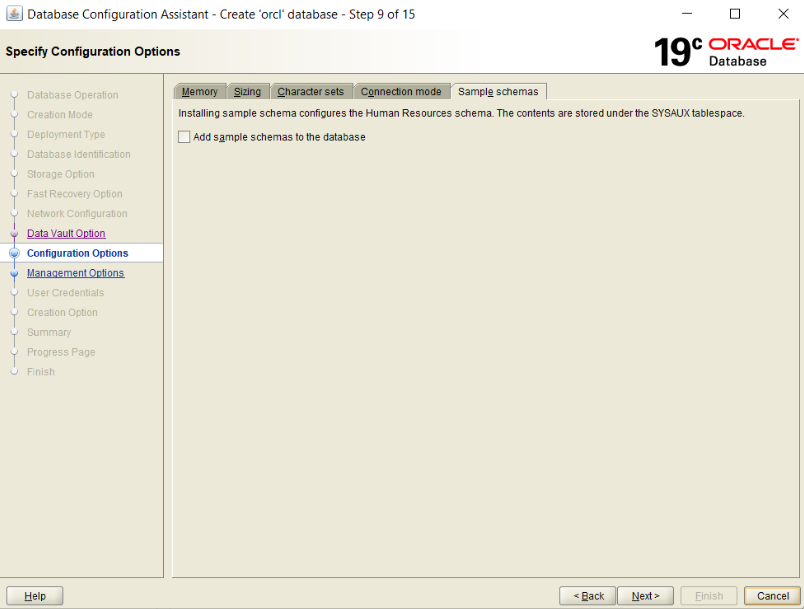 Database Configuration Assistant - Create 'orcl' database - Step 9 of 15
Specify Configuration Options
19c ORACLE
Database
Database Operation
Creation Mode
Deployment Type
Database Identification
Storage Option
Fast Recovery Option
Network Configuration
Data Vault Option
Configuration Options
Management Options
User Credentials
Creation Option
Summary
Progress Page
Finish
Memory Sizing Character sets Connection mode Sample schemas
Installing sample schema configures the Human Resources schema. The contents are stored under the SYSAUX tablespace.
Add sample schemas to the database
Help < Back Next > Finish Cancel